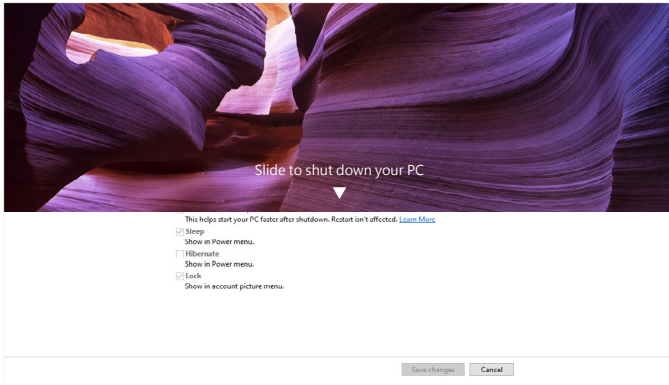 Slide to shut down your PC
This helps start your PC faster after shutdown. Restart isn't affected. Learn More
Sleep
Show in Power menu.
Hibernate
Show in Power menu.
Lock
Show in account picture menu.
Save changes Cancel